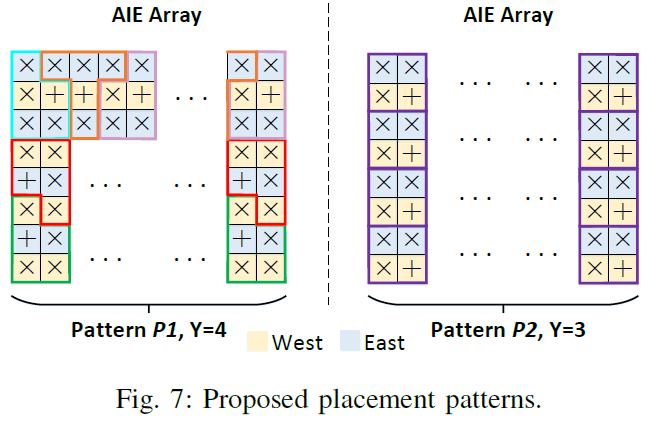 AIE Array
× × × × × × ×
× + + × + . . . × +
× × × × × × ×
× × × ×
+ × . . . . . . + ×
× × × ×
+ × + ×
× × . . . . . . × ×
Pattern P1, Y=4
AIE Array
× × . . . . . . × ×
× + × +
× × . . . . . . × ×
× + × +
× × . . . . . . × ×
× + × +
× × . . . . . . × ×
× + × +
Pattern P2, Y=3
West
East
Fig. 7: Proposed placement patterns.